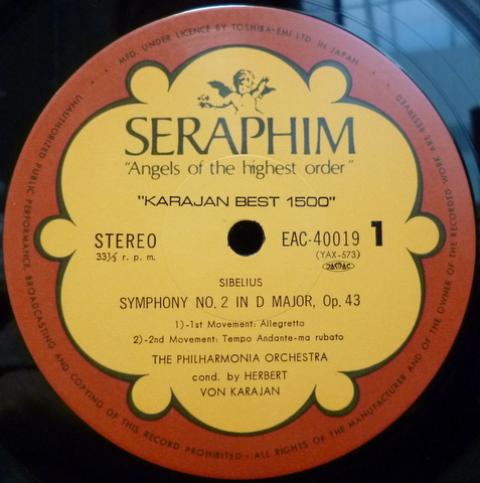 MFD. UNDER LICENCE BY TOSHIBA-EMI LTD. IN JAPAN
SERAPHIM
"Angels of the highest order"
"KARAJAN BEST 1500"
STEREO
33⅓ r. p. m.
EAC-40019 1
(YAX-573)
SIBELIUS
SYMPHONY NO. 2 IN D MAJOR, Op. 43
1)-1st Movement: Allegretto
2)-2nd Movement: Tempo Andante-ma rubato
THE PHILHARMONIA ORCHESTRA
cond. by HERBERT
VON KARAJAN
UNAUTHORIZED PUBLIC PERFORMANCE, BROADCASTING AND COPYING OF THIS RECORD PROHIBITED • ALL RIGHTS OF THE MANUFACTURER AND OF THE OWNER OF THE RECORDED WORK ARE RESERVED